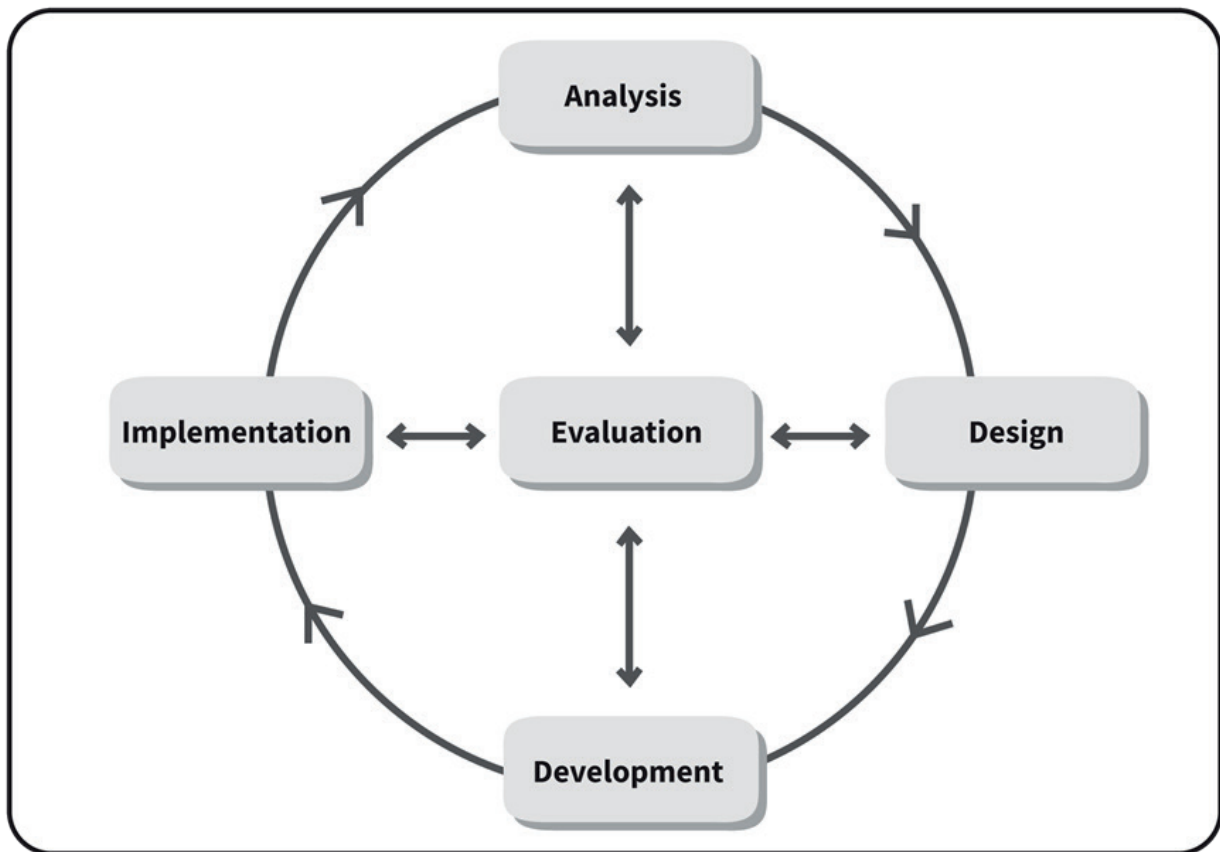 Analysis
Implementation
Evaluation
Design
Development